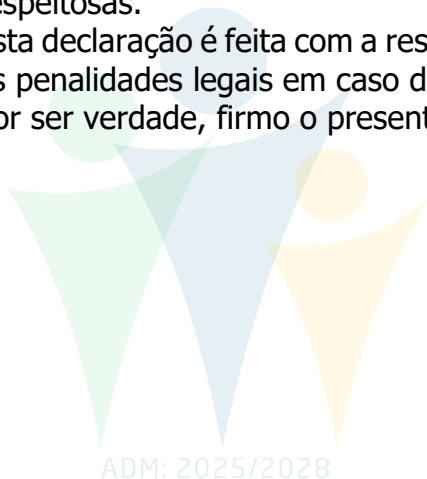 espeitosas.
sta declaração é feita com a res
s penalidades legais em caso d
or ser verdade, firmo o present
ADM: 2025/2028